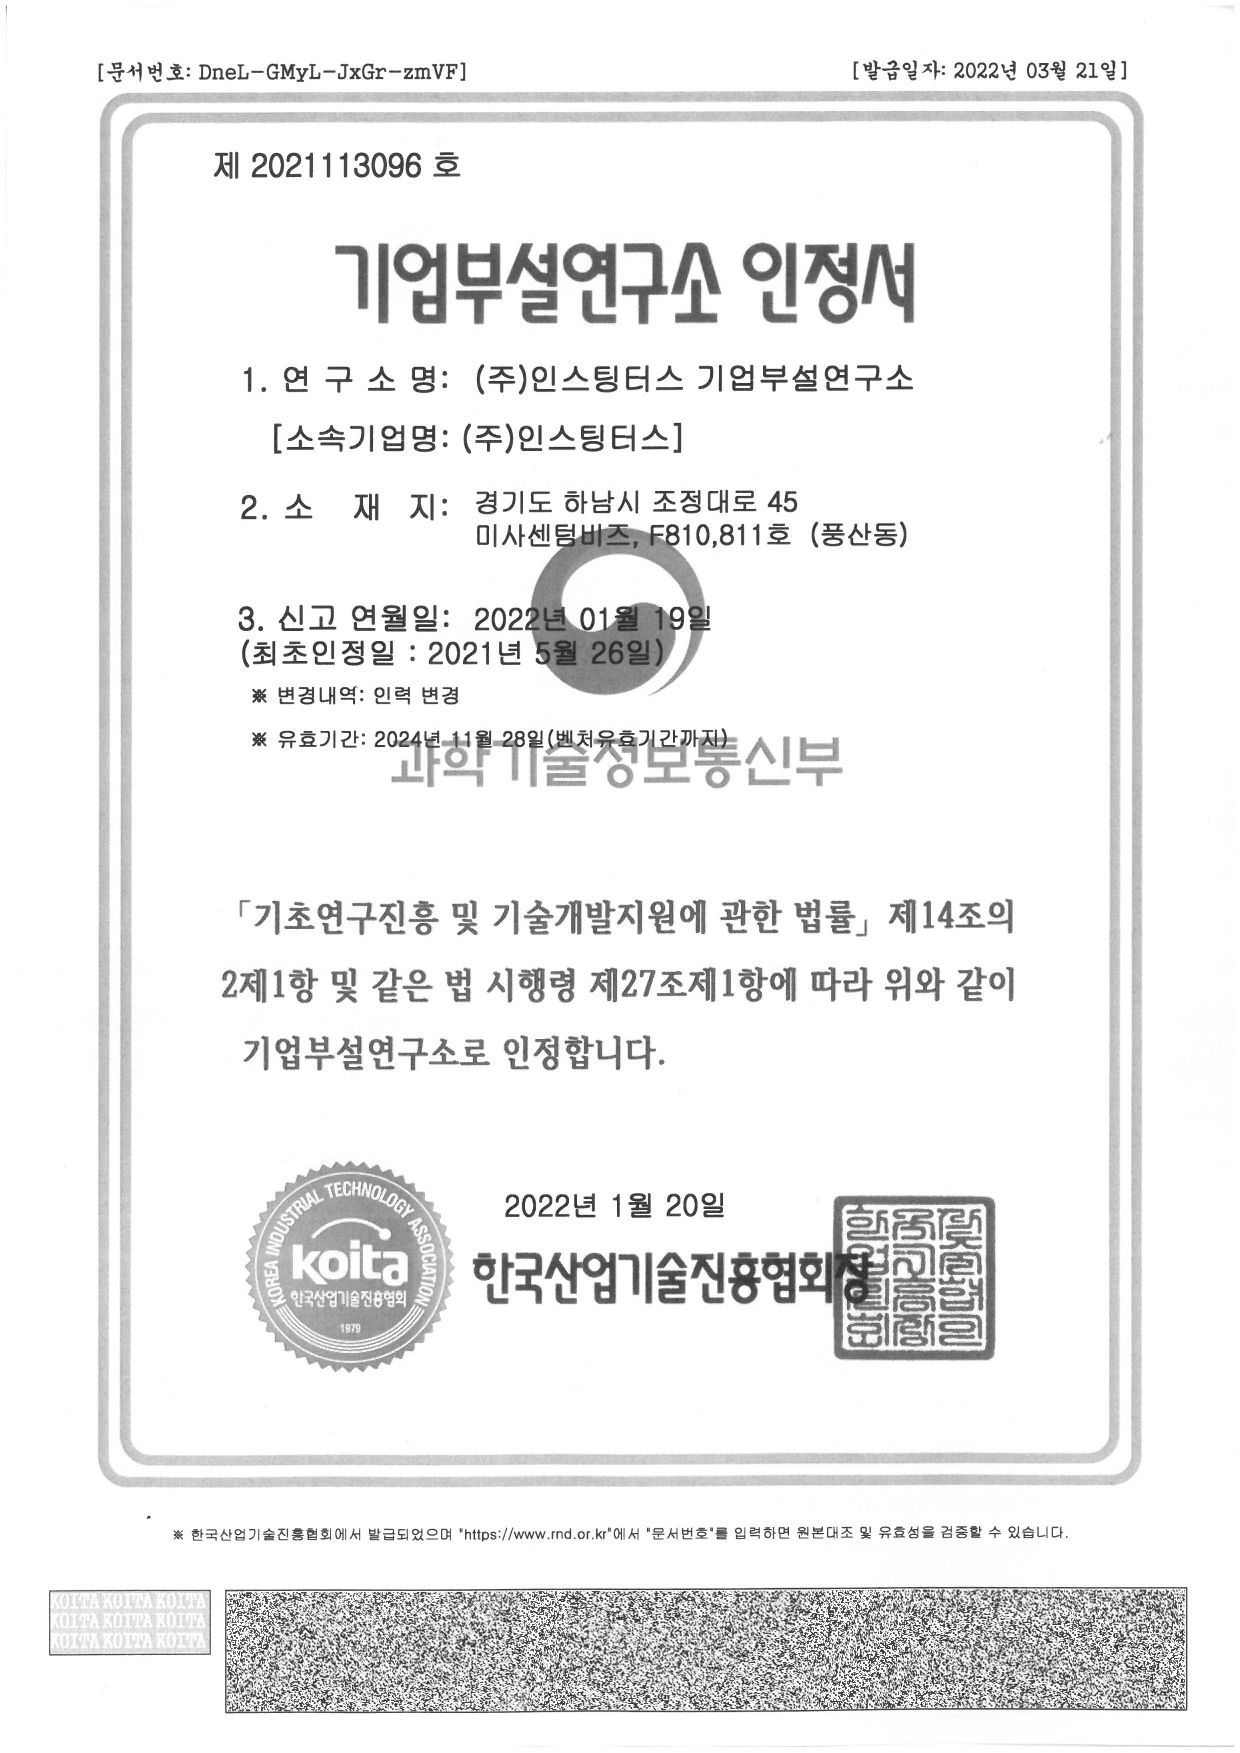 [문서번호: DneL-GMyL-JxGr-zmVF]
[발급일자: 2022년 03월 21일]
제 2021113096 호
기업부설연구소 인정서
1. 연 구 소 명: (주)인스팅터스 기업부설연구소
[소속기업명: (주)인스팅터스]
2. 소 재 지: 경기도 하남시 조정대로 45
미사센텀비즈, F810,811호 (풍산동)
3. 신고 연월일: 2022년 01월 19일
(최초인정일 : 2021년 5월 26일)
※ 변경내역: 인력 변경
※ 유효기간: 2024년 11월 28일(벤처유효기간까지)
과학기술정보통신부
「기초연구진흥 및 기술개발지원에 관한 법률」 제14조의
2제1항 및 같은 법 시행령 제27조제1항에 따라 위와 같이
기업부설연구소로 인정합니다.
2022년 1월 20일
한국산업기술진흥협회장
KOREA INDUSTRIAL TECHNOLOGY ASSOCIATION
koita
한국산업기술진흥협회
1979
※ 한국산업기술진흥협회에서 발급되었으며 "https://www.rnd.or.kr"에서 "문서번호"를 입력하면 원본대조 및 유효성을 검증할 수 있습니다.
KOITA KOITA KOITA
KOITA KOITA KOITA
KOITA KOITA KOITA